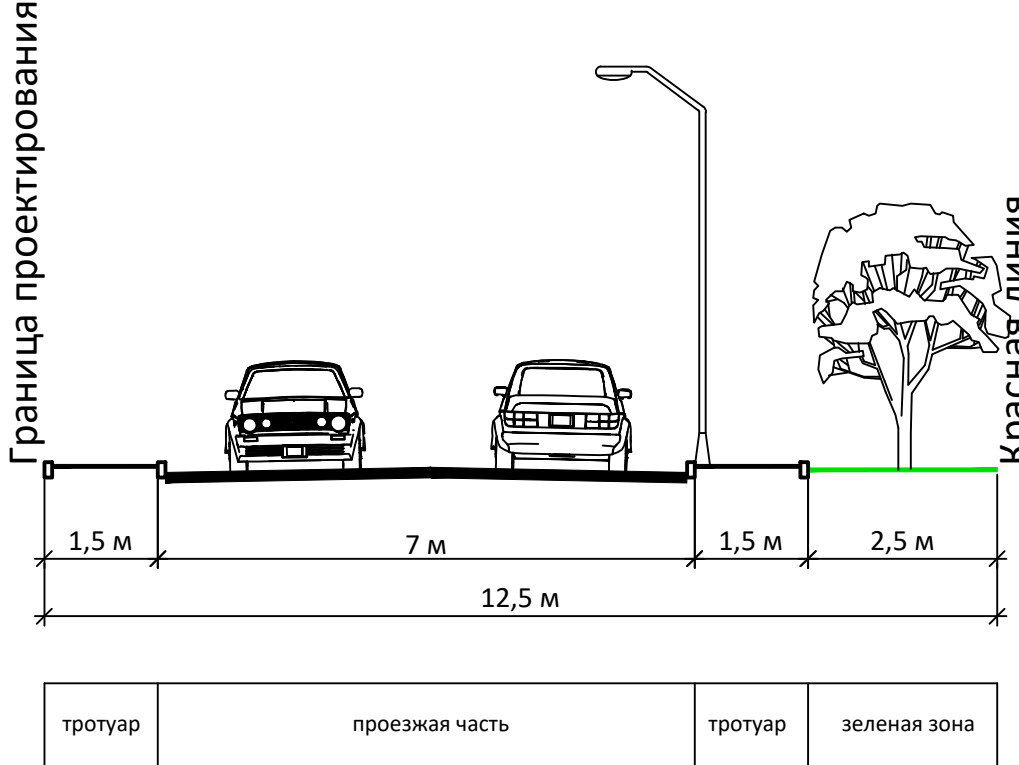 Граница проектирования
Красная линия
1,5 м
7 м
1,5 м
2,5 м
12,5 м
тротуар
проезжая часть
тротуар
зеленая зона